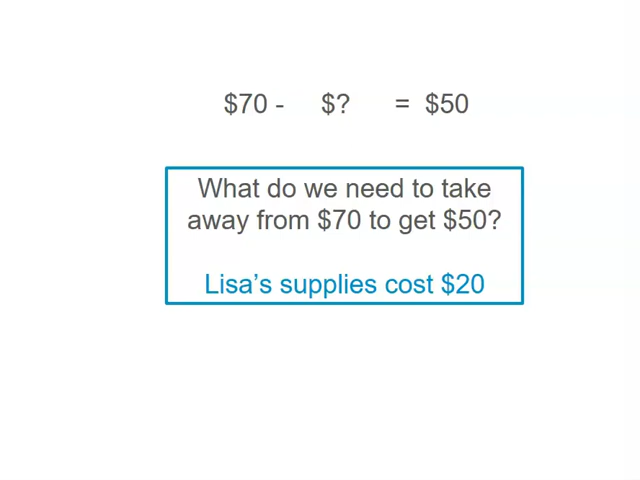 $70 - $? = $50
What do we need to take
away from $70 to get $50?
Lisa's supplies cost $20